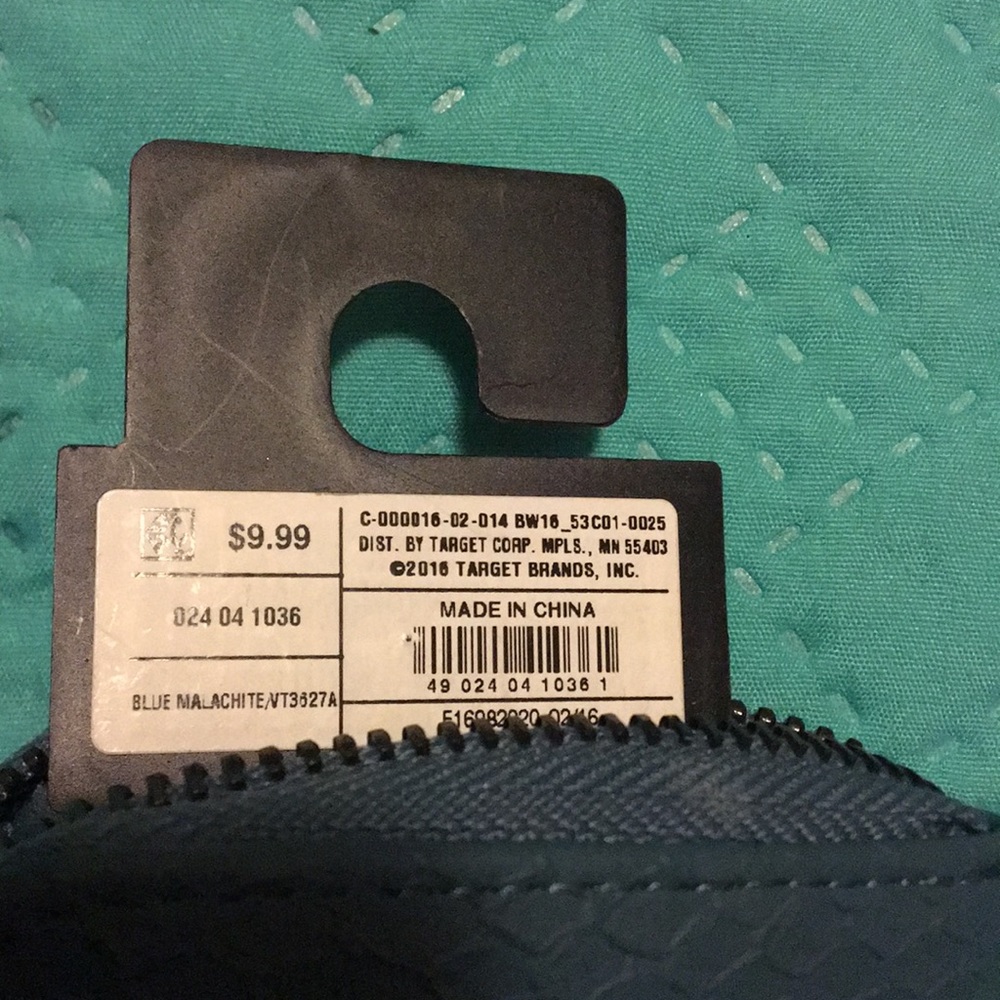 $9.99
024 04 1036
BLUE MALACHITE/VT3627A
C-000016-02-014 BW16_53C01-0025
DIST. BY TARGET CORP. MPLS., MN 55403
©2016 TARGET BRANDS, INC.
MADE IN CHINA
49 024 04 1036 1